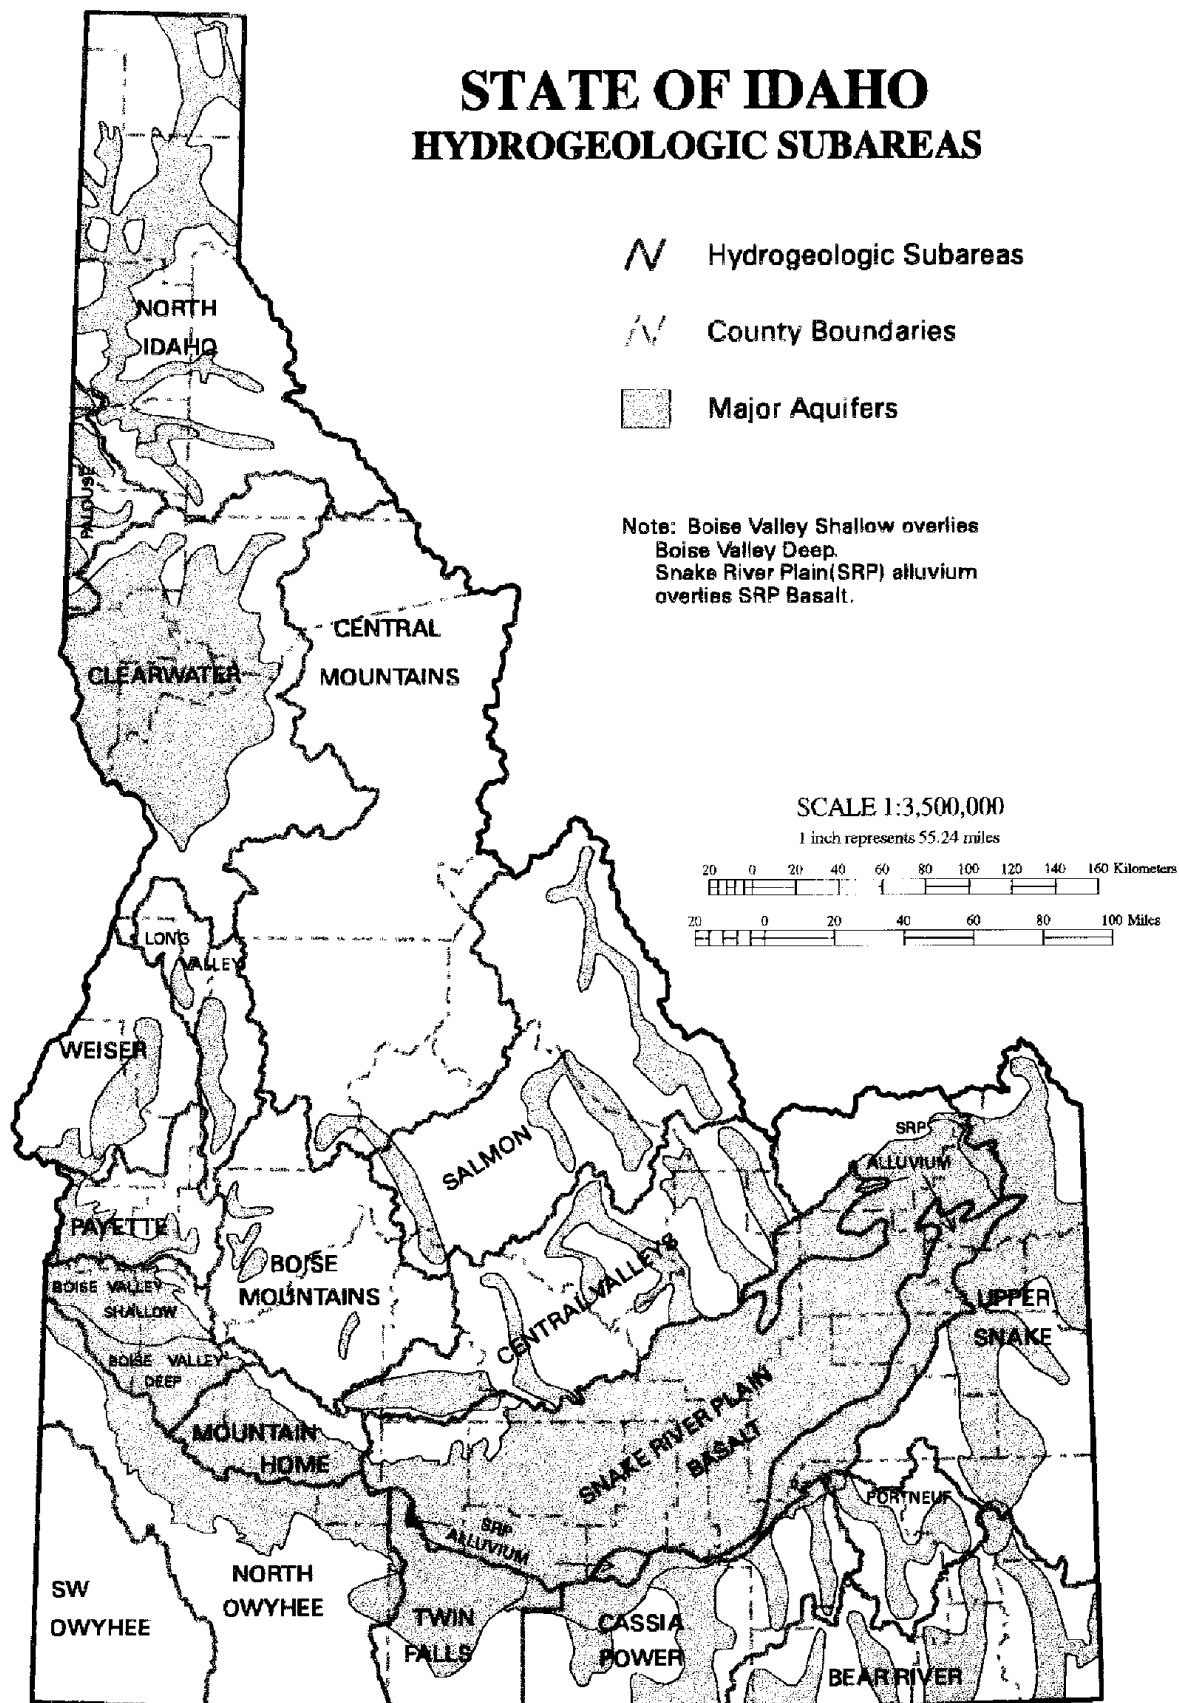 STATE OF IDAHO
HYDROGEOLOGIC SUBAREAS
Hydrogeologic Subareas
County Boundaries
Major Aquifers
Note: Boise Valley Shallow overlies
Boise Valley Deep.
Snake River Plain(SRP) alluvium
overlies SRP Basalt.
SCALE 1:3,500,000
1 inch represents 55.24 miles
20 0 20 40 60 80 100 120 140 160 Kilometers
20 0 20 40 60 80 100 Miles
NORTH
IDAHO
PALOUSE
CLEARWATER
CENTRAL
MOUNTAINS
LONG
VALLEY
WEISER
SALMON
SRP
ALLUVIUM
PAYETTE
BOISE VALLEY
SHALLOW
BOISE
MOUNTAINS
CENTRAL VALLEYS
UPPER
SNAKE
BOISE VALLEY
DEEP
MOUNTAIN
HOME
SNAKE RIVER PLAIN
BASALT
PORTNEUF
SRP
ALLUVIUM
SW
OWYHEE
NORTH
OWYHEE
TWIN
FALLS
CASSIA
POWER
BEAR RIVER